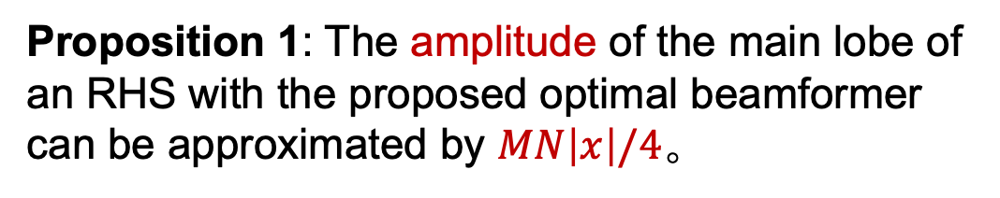 Proposition 1: The amplitude of the main lobe of
an RHS with the proposed optimal beamformer
can be approximated by 𝑀𝑁|𝑥|/4。